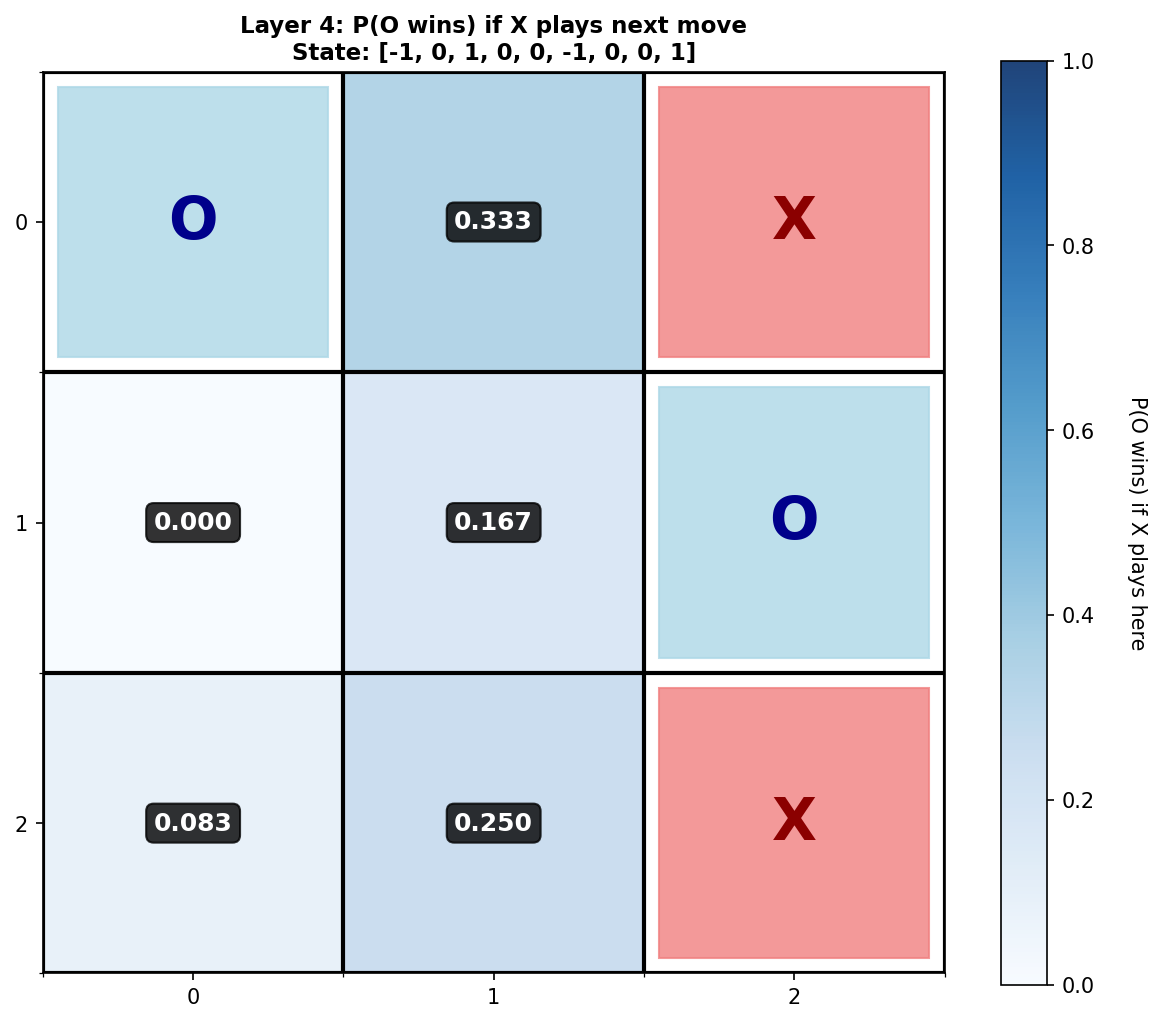 Layer 4: P(O wins) if X plays next move
State: [-1, 0, 1, 0, 0, -1, 0, 0, 1]
O
0.333
X
0
0.000
0.167
O
1
0.083
0.250
X
2
0
1
2
1.0
0.8
0.6
0.4
0.2
0.0
P(O wins) if X plays here